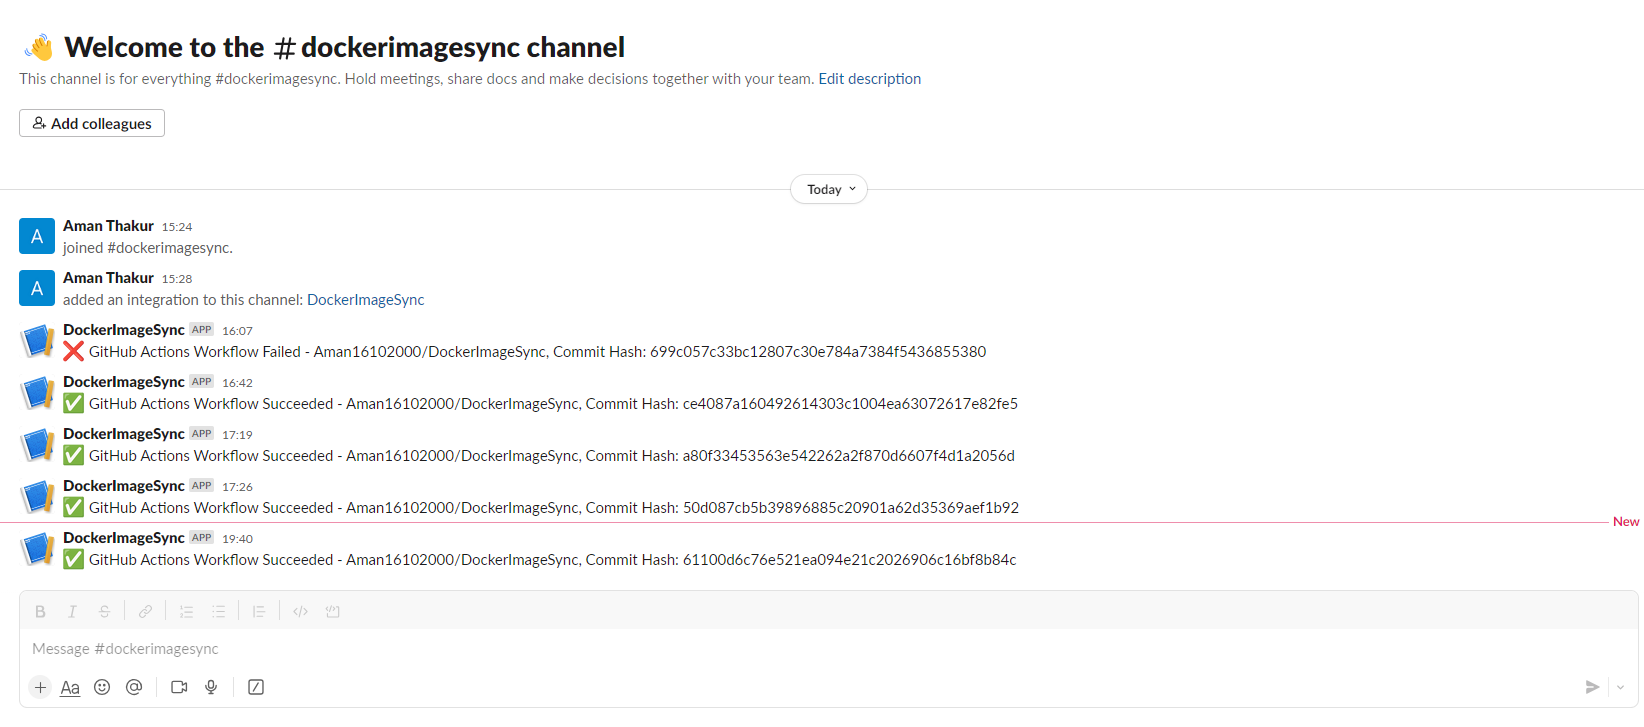 👋 Welcome to the # dockerimagesync channel
This channel is for everything #dockerimagesync. Hold meetings, share docs and make decisions together with your team. Edit description
Add colleagues
Today
A
Aman Thakur 15:24
joined #dockerimagesync.
A
Aman Thakur 15:28
added an integration to this channel: DockerImageSync
DockerImageSync APP 16:07
❌ GitHub Actions Workflow Failed - Aman16102000/DockerImageSync, Commit Hash: 699c057c33bc12807c30e784a7384f5436855380
DockerImageSync APP 16:42
✅ GitHub Actions Workflow Succeeded - Aman16102000/DockerImageSync, Commit Hash: ce4087a160492614303c1004ea63072617e82fe5
DockerImageSync APP 17:19
✅ GitHub Actions Workflow Succeeded - Aman16102000/DockerImageSync, Commit Hash: a80f33453563e542262a2f870d6607f4d1a2056d
DockerImageSync APP 17:26
✅ GitHub Actions Workflow Succeeded - Aman16102000/DockerImageSync, Commit Hash: 50d087cb5b39896885c20901a62d35369aef1b92
New
DockerImageSync APP 19:40
✅ GitHub Actions Workflow Succeeded - Aman16102000/DockerImageSync, Commit Hash: 61100d6c76e521ea094e21c2026906c16bf8b84c
B I S
Message #dockerimagesync
+ Aa @